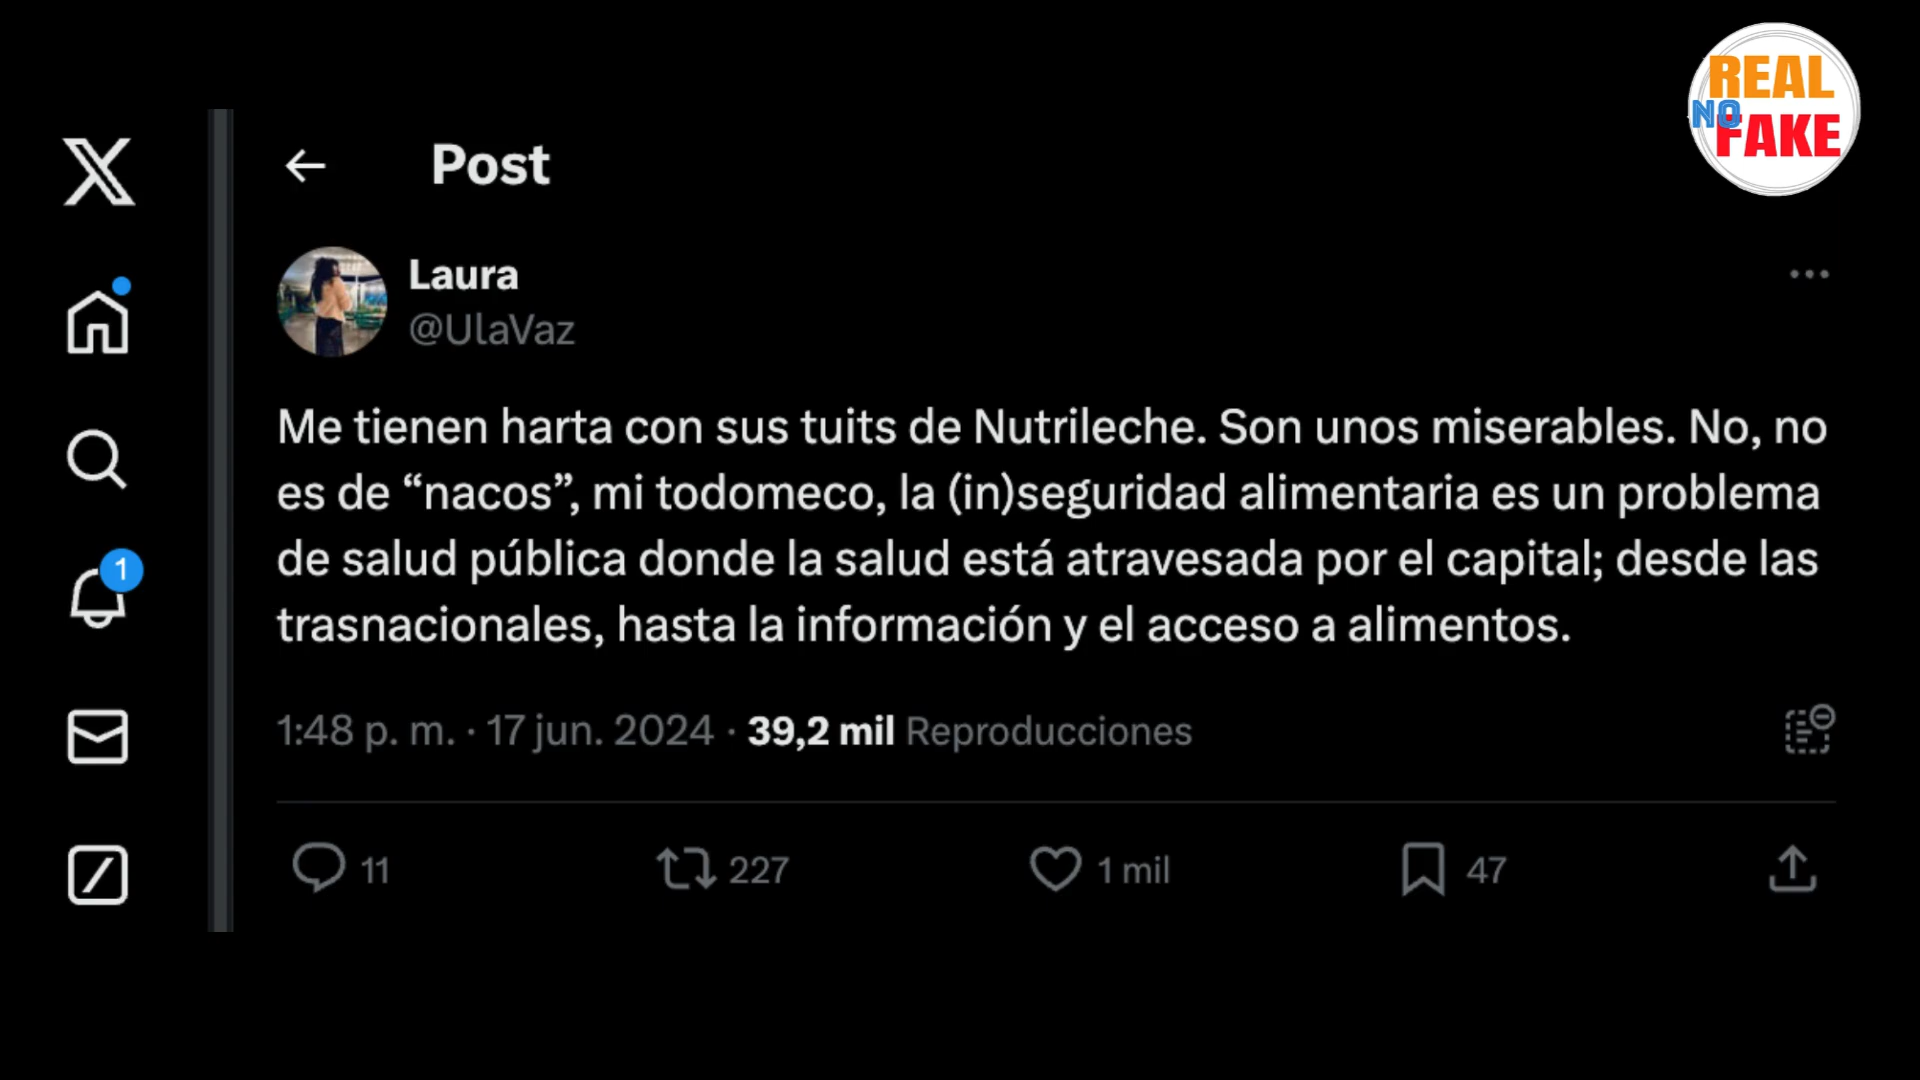 REAL
NO
FAKE
Post
Laura
@UlaVaz
Me tienen harta con sus tuits de Nutrileche. Son unos miserables. No, no
es de “nacos”, mi todomeco, la (in)seguridad alimentaria es un problema
de salud pública donde la salud está atravesada por el capital; desde las
trasnacionales, hasta la información y el acceso a alimentos.
1:48 p. m. · 17 jun. 2024 · 39,2 mil Reproducciones
1
11 227 1 mil 47